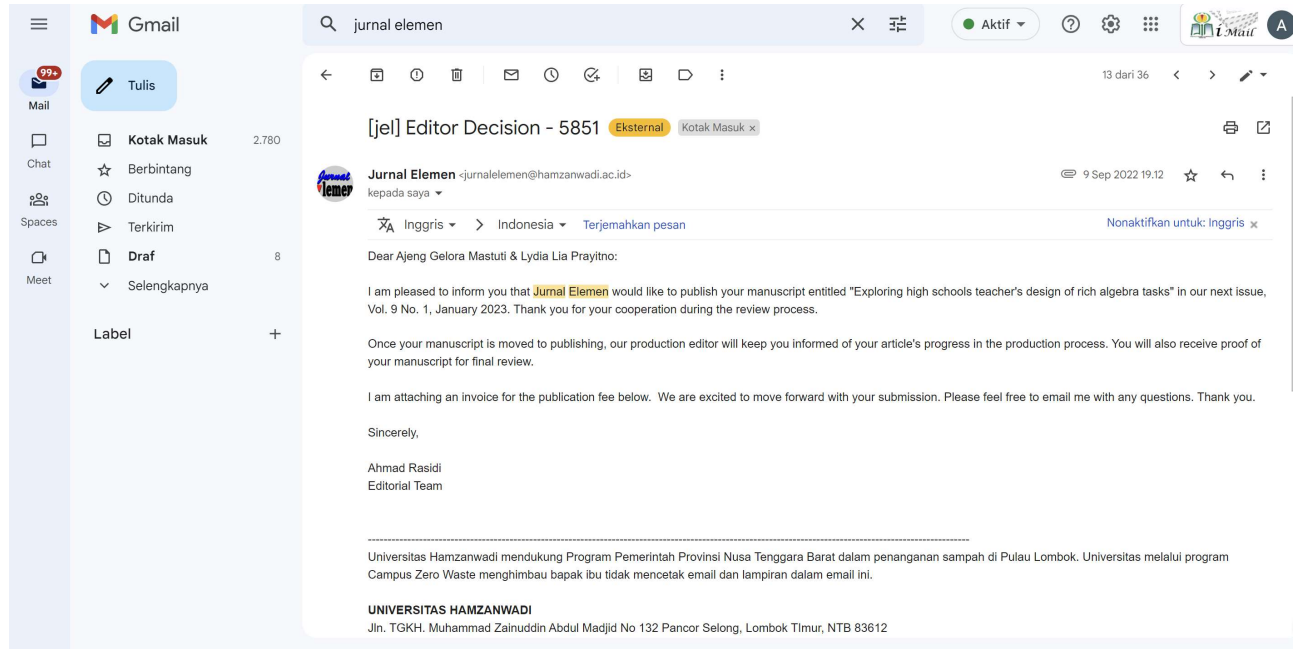 Gmail
jurnal elemen
Aktif
i Mail
A
99+
Mail
Tulis
13 dari 36
Chat
Spaces
Meet
Kotak Masuk 2.780
Berbintang
Ditunda
Terkirim
Draf 8
Selengkapnya
Label
[jel] Editor Decision - 5851 Eksternal Kotak Masuk x
Jurnal Elemen <jurnalelemen@hamzanwadi.ac.id> 9 Sep 2022 19.12
kepada saya
Inggris > Indonesia Terjemahkan pesan Nonaktifkan untuk: Inggris x
Dear Ajeng Gelora Mastuti & Lydia Lia Prayitno:
I am pleased to inform you that Jurnal Elemen would like to publish your manuscript entitled "Exploring high schools teacher's design of rich algebra tasks" in our next issue,
Vol. 9 No. 1, January 2023. Thank you for your cooperation during the review process.
Once your manuscript is moved to publishing, our production editor will keep you informed of your article's progress in the production process. You will also receive proof of
your manuscript for final review.
I am attaching an invoice for the publication fee below. We are excited to move forward with your submission. Please feel free to email me with any questions. Thank you.
Sincerely,
Ahmad Rasidi
Editorial Team
Universitas Hamzanwadi mendukung Program Pemerintah Provinsi Nusa Tenggara Barat dalam penanganan sampah di Pulau Lombok. Universitas melalui program
Campus Zero Waste menghimbau bapak ibu tidak mencetak email dan lampiran dalam email ini.
UNIVERSITAS HAMZANWADI
Jln. TGKH. Muhammad Zainuddin Abdul Madjid No 132 Pancor Selong, Lombok TImur, NTB 83612